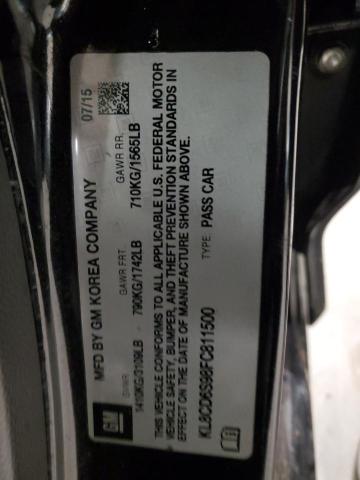 MFD BY GM KOREA COMPANY 07/15
GVWR GAWR FRT GAWR RR.
1410KG/3109LB 790KG/1742LB 710KG/1565LB
THIS VEHICLE CONFORMS TO ALL APPLICABLE U.S. FEDERAL MOTOR
VEHICLE SAFETY, BUMPER, AND THEFT PREVENTION STANDARDS IN
EFFECT ON THE DATE OF MANUFACTURE SHOWN ABOVE.
KL8CD6S98FC811500 TYPE: PASS CAR
GM